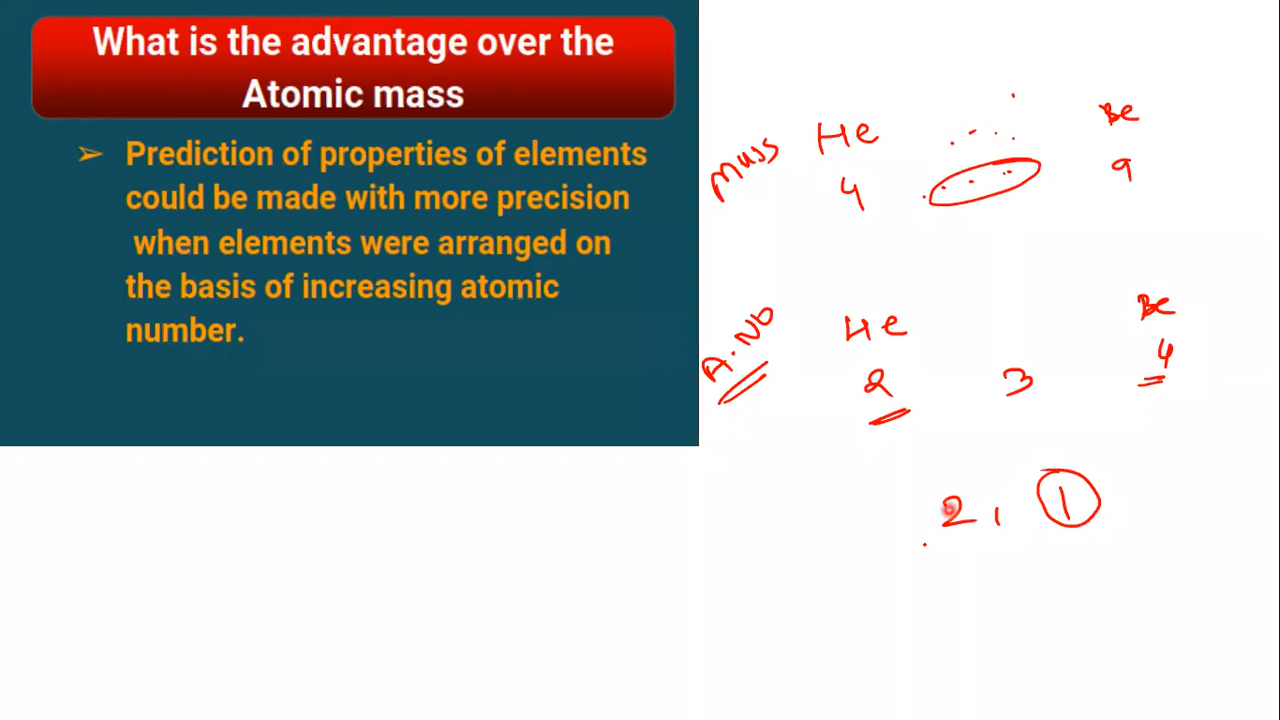 What is the advantage over the
Atomic mass
➢ Prediction of properties of elements
could be made with more precision
when elements were arranged on
the basis of increasing atomic
number.
Mass He Be
4 9
A.No He Be
2 3 4
2, 1